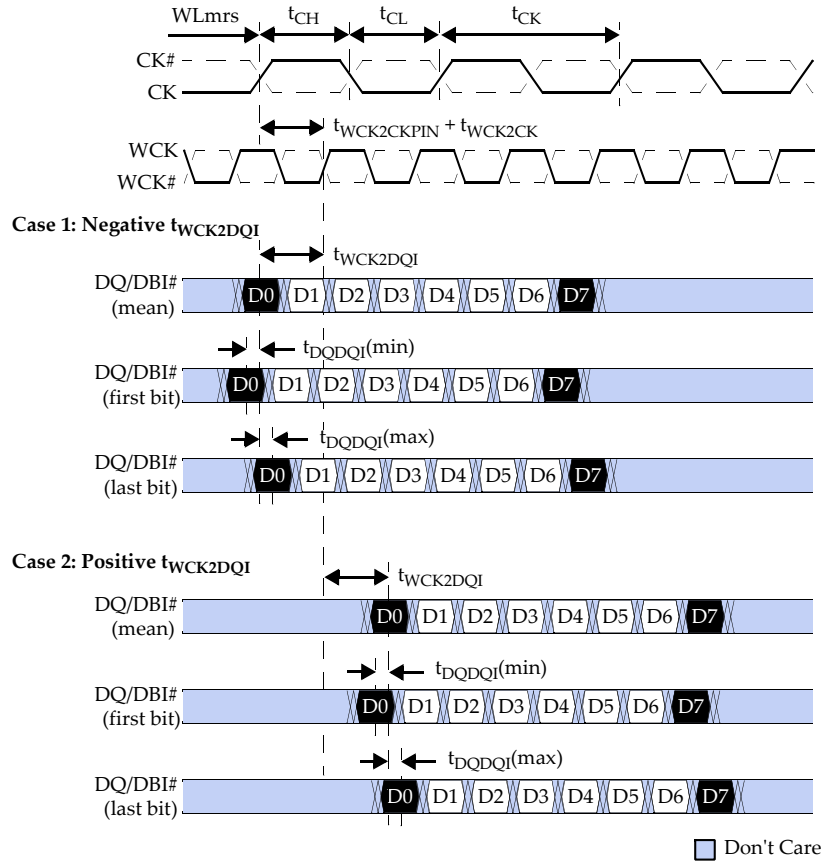 WLmrs tCH tCL tCK
CK#
CK
tWCK2CKPIN + tWCK2CK
WCK
WCK#
Case 1: Negative tWCK2DQI
tWCK2DQI
DQ/DBI#
(mean)
D0 D1 D2 D3 D4 D5 D6 D7
tDQDQI(min)
DQ/DBI#
(first bit)
D0 D1 D2 D3 D4 D5 D6 D7
tDQDQI(max)
DQ/DBI#
(last bit)
D0 D1 D2 D3 D4 D5 D6 D7
Case 2: Positive tWCK2DQI
tWCK2DQI
DQ/DBI#
(mean)
D0 D1 D2 D3 D4 D5 D6 D7
tDQDQI(min)
DQ/DBI#
(first bit)
D0 D1 D2 D3 D4 D5 D6 D7
tDQDQI(max)
DQ/DBI#
(last bit)
D0 D1 D2 D3 D4 D5 D6 D7
Don't Care